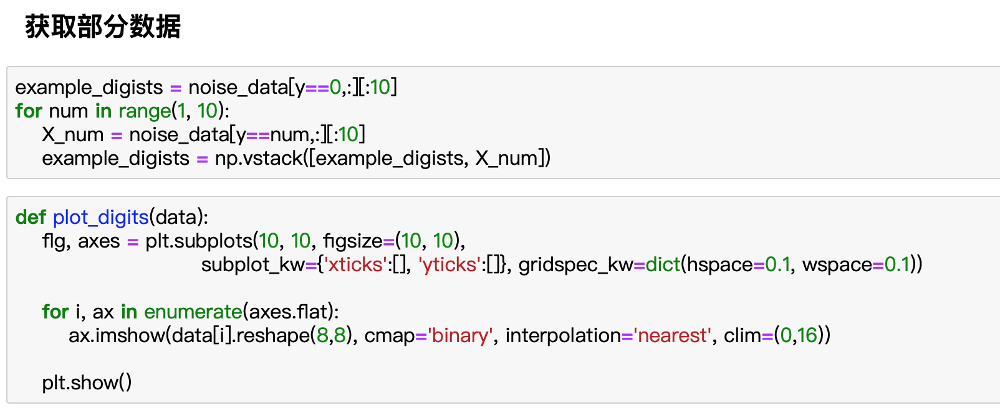 获取部分数据
example_digists = noise_data[y==0,:][:10]
for num in range(1, 10):
    X_num = noise_data[y==num,:][:10]
    example_digists = np.vstack([example_digists, X_num])
def plot_digits(data):
    fig, axes = plt.subplots(10, 10, figsize=(10, 10),
                             subplot_kw={'xticks':[], 'yticks':[]}, gridspec_kw=dict(hspace=0.1, wspace=0.1))
    for i, ax in enumerate(axes.flat):
        ax.imshow(data[i].reshape(8,8), cmap='binary', interpolation='nearest', clim=(0,16))
    plt.show()